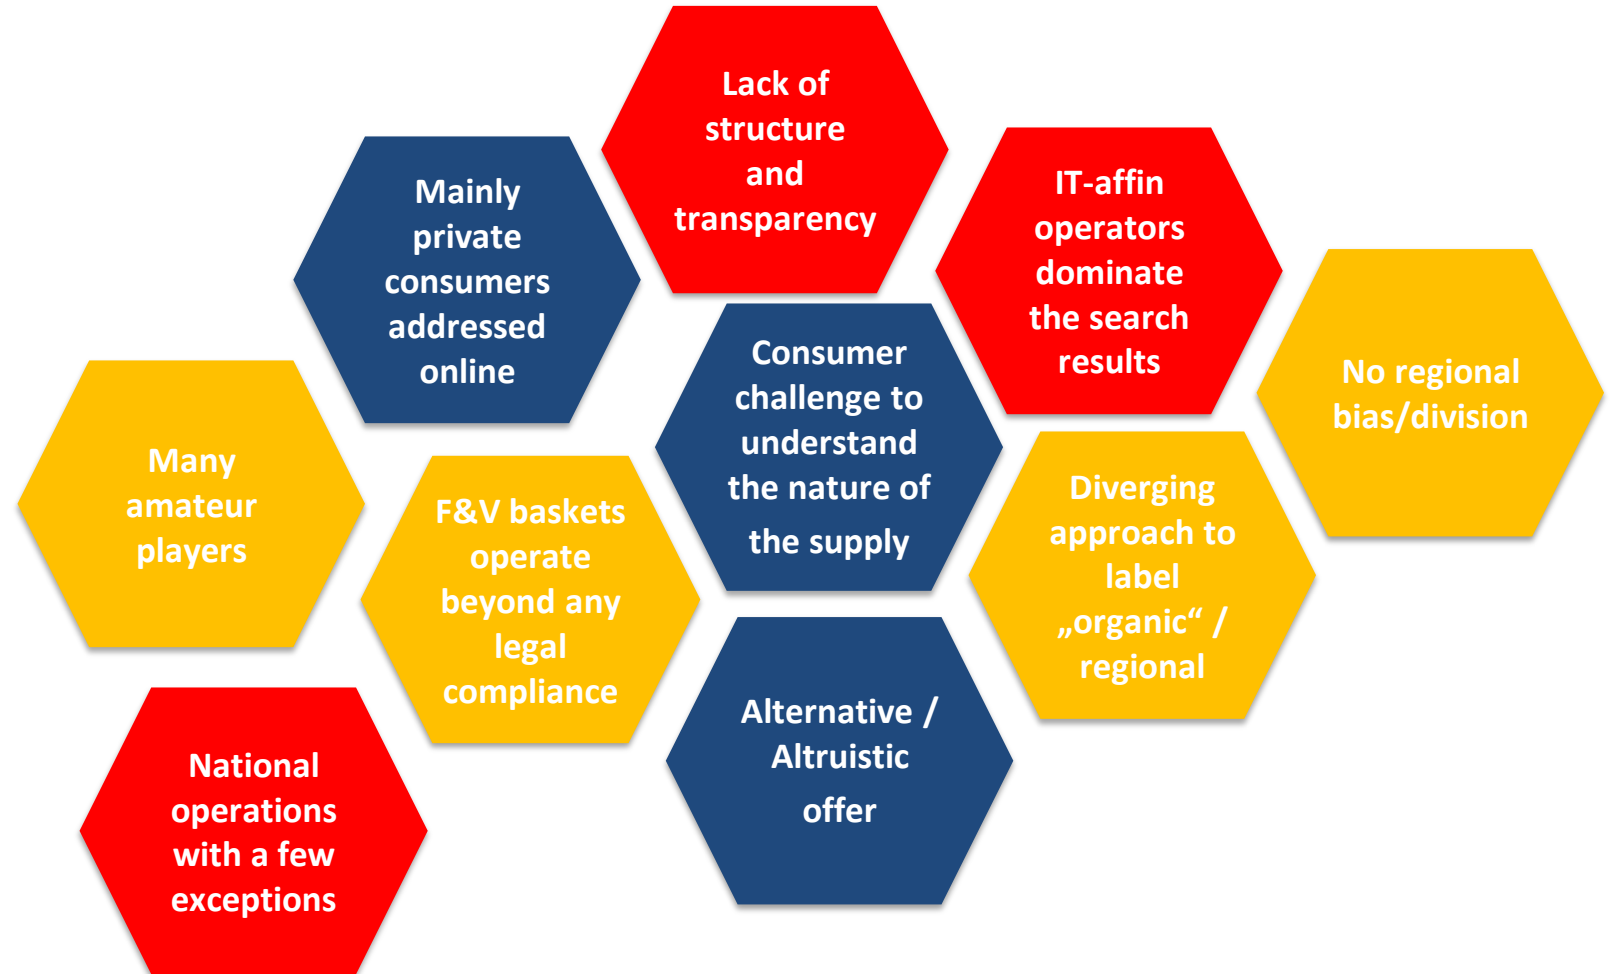 Lack of
structure
and
transparency
Mainly
private
consumers
addressed
online
IT-affin
operators
dominate
the search
results
No regional
bias/division
Consumer
challenge to
understand
the nature of
the supply
Many
amateur
players
F&V baskets
operate
beyond any
legal
compliance
Diverging
approach to
label
„organic“ /
regional
Alternative /
Altruistic
offer
National
operations
with a few
exceptions